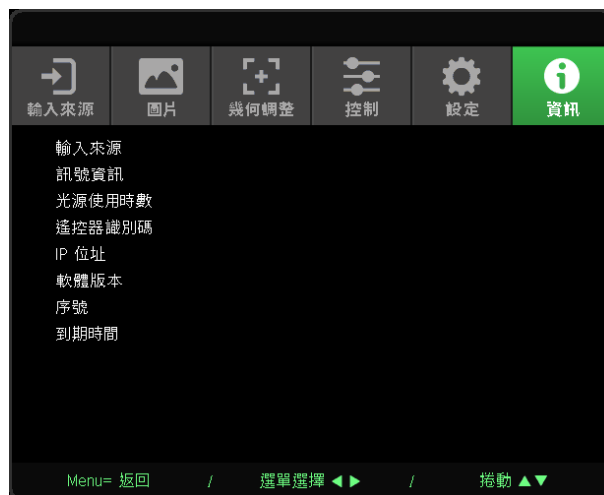 輸入來源 圖片 幾何調整 控制 設定 資訊
輸入來源
訊號資訊
光源使用時數
遙控器識別碼
IP 位址
軟體版本
序號
到期時間
Menu= 返回 / 選單選擇 ◀ ▶ / 捲動 ▲▼